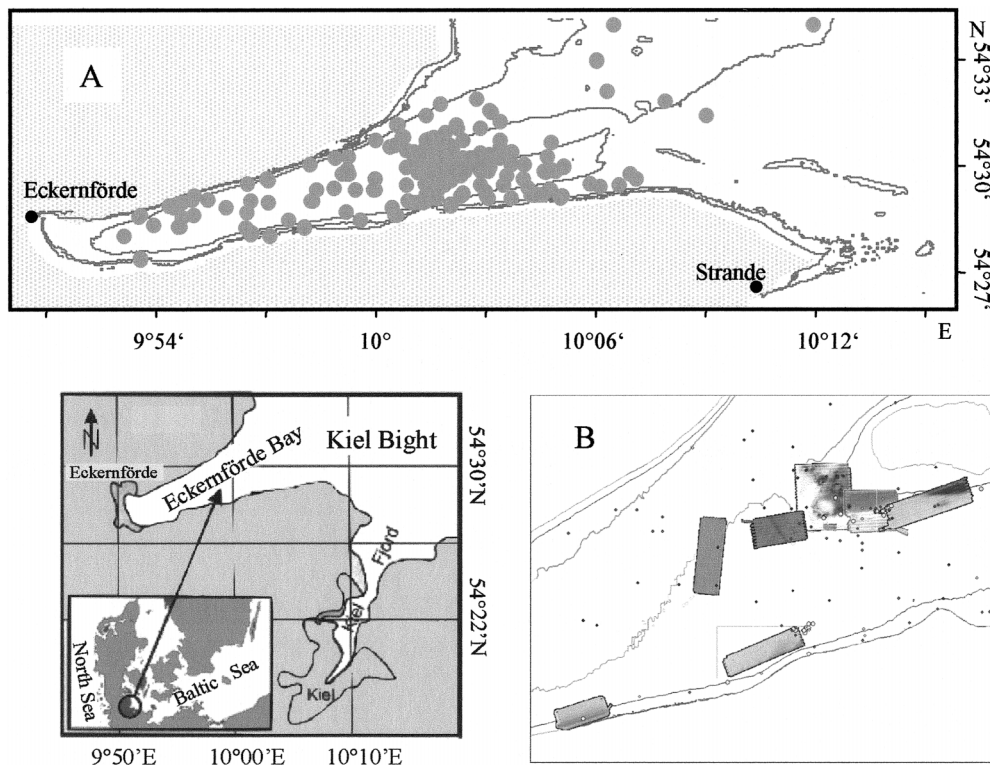 A
N
54°33'
Eckernförde
54°30'
Strande
54°27'
E
9°54‘
10°
10°06‘
10°12‘
N
Kiel Bight
Eckernförde
Eckernförde Bay
54°30'N
Fjord
Kiel
54°22'N
Kiel
North Sea
Baltic Sea
9°50'E
10°00'E
10°10'E
B